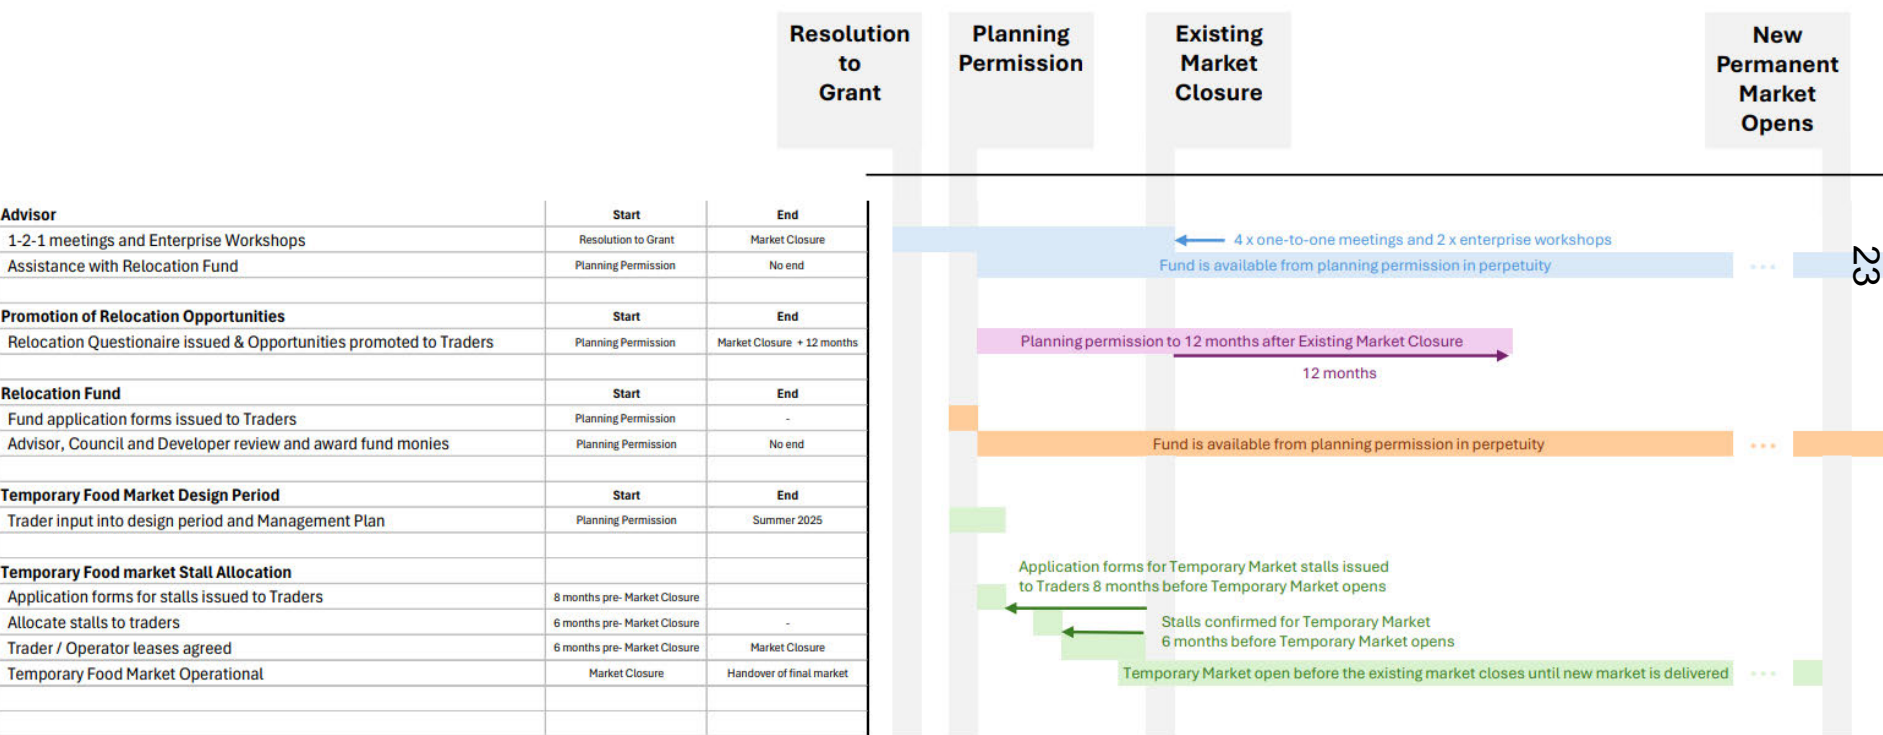 Resolution
to
Grant
Planning
Permission
Existing
Market
Closure
New
Permanent
Market
Opens
Advisor Start End
1-2-1 meetings and Enterprise Workshops Resolution to Grant Market Closure 4 x one-to-one meetings and 2 x enterprise workshops
Assistance with Relocation Fund Planning Permission No end Fund is available from planning permission in perpetuity ...
23
Promotion of Relocation Opportunities Start End
Relocation Questionaire issued & Opportunities promoted to Traders Planning Permission Market Closure + 12 months Planning permission to 12 months after Existing Market Closure
12 months
Relocation Fund Start End
Fund application forms issued to Traders Planning Permission -
Advisor, Council and Developer review and award fund monies Planning Permission No end Fund is available from planning permission in perpetuity ...
Temporary Food Market Design Period Start End
Trader input into design period and Management Plan Planning Permission Summer 2025
Temporary Food market Stall Allocation
Application forms for Temporary Market stalls issued
to Traders 8 months before Temporary Market opens
Application forms for stalls issued to Traders 8 months pre- Market Closure
Allocate stalls to traders 6 months pre- Market Closure -
Stalls confirmed for Temporary Market
6 months before Temporary Market opens
Trader / Operator leases agreed 6 months pre- Market Closure Market Closure
Temporary Food Market Operational Market Closure Handover of final market Temporary Market open before the existing market closes until new market is delivered ...